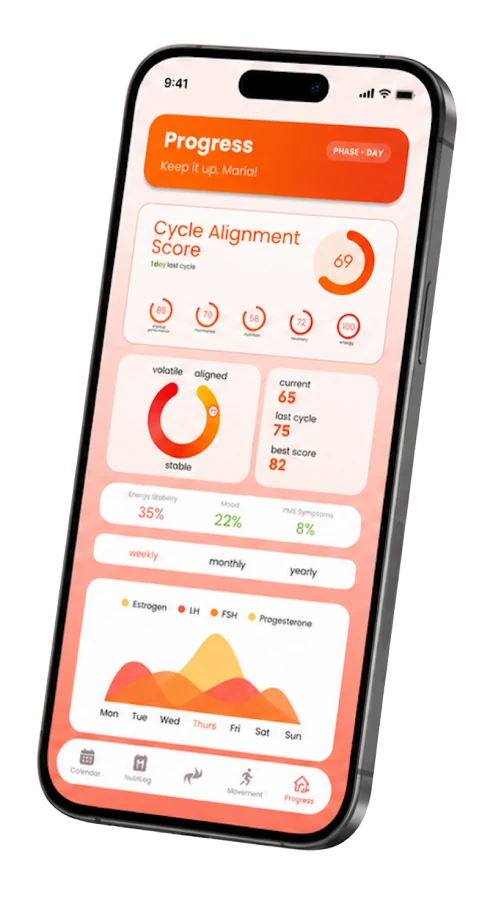 9:41
Progress
Keep it up, Maria!
PHASE - DAY
Cycle Alignment
Score
1day last cycle
69
85
70
58
72
100
physical
performance
hormones
nutrition
recovery
energy
volatile aligned
stable
current
65
last cycle
75
best score
82
Energy Stability
35%
Mood
22%
PMS Symptoms
8%
weekly monthly yearly
Estrogen LH FSH Progesterone
Mon Tue Wed Thurs Fri Sat Sun
Calendar NutriLog Movement Progress